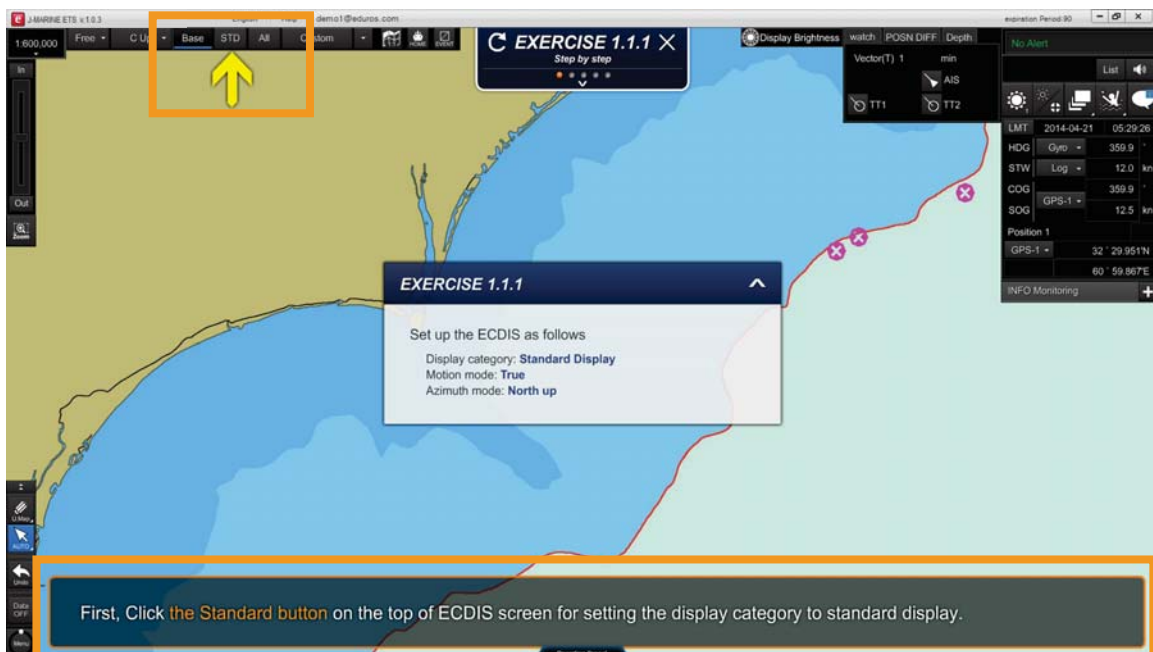 J-MARINE ETS v 1.0.3
English
Help
demo1@eduros.com
expiration Period:90
1:600,000
Free
C Up
Base
STD
All
Custom
HOME
EVENT
EXERCISE 1.1.1
Step by step
Display Brightness
watch
POSN DIFF
Depth
Vector(T) 1 min
AIS
TT1
TT2
No Alert
List
LMT 2014-04-21 05:29:26
HDG Gyro 359.9 °
STW Log 12.0 kn
COG 359.9 °
GPS-1
SOG 12.5 kn
Position 1
GPS-1 32 ° 29.951'N
60 ° 59.867'E
INFO Monitoring
In
Out
Zoom
EXERCISE 1.1.1
Set up the ECDIS as follows
Display category: Standard Display
Motion mode: True
Azimuth mode: North up
U.Map
AUTO
Undo
Data
OFF
Menu
First, Click the Standard button on the top of ECDIS screen for setting the display category to standard display.